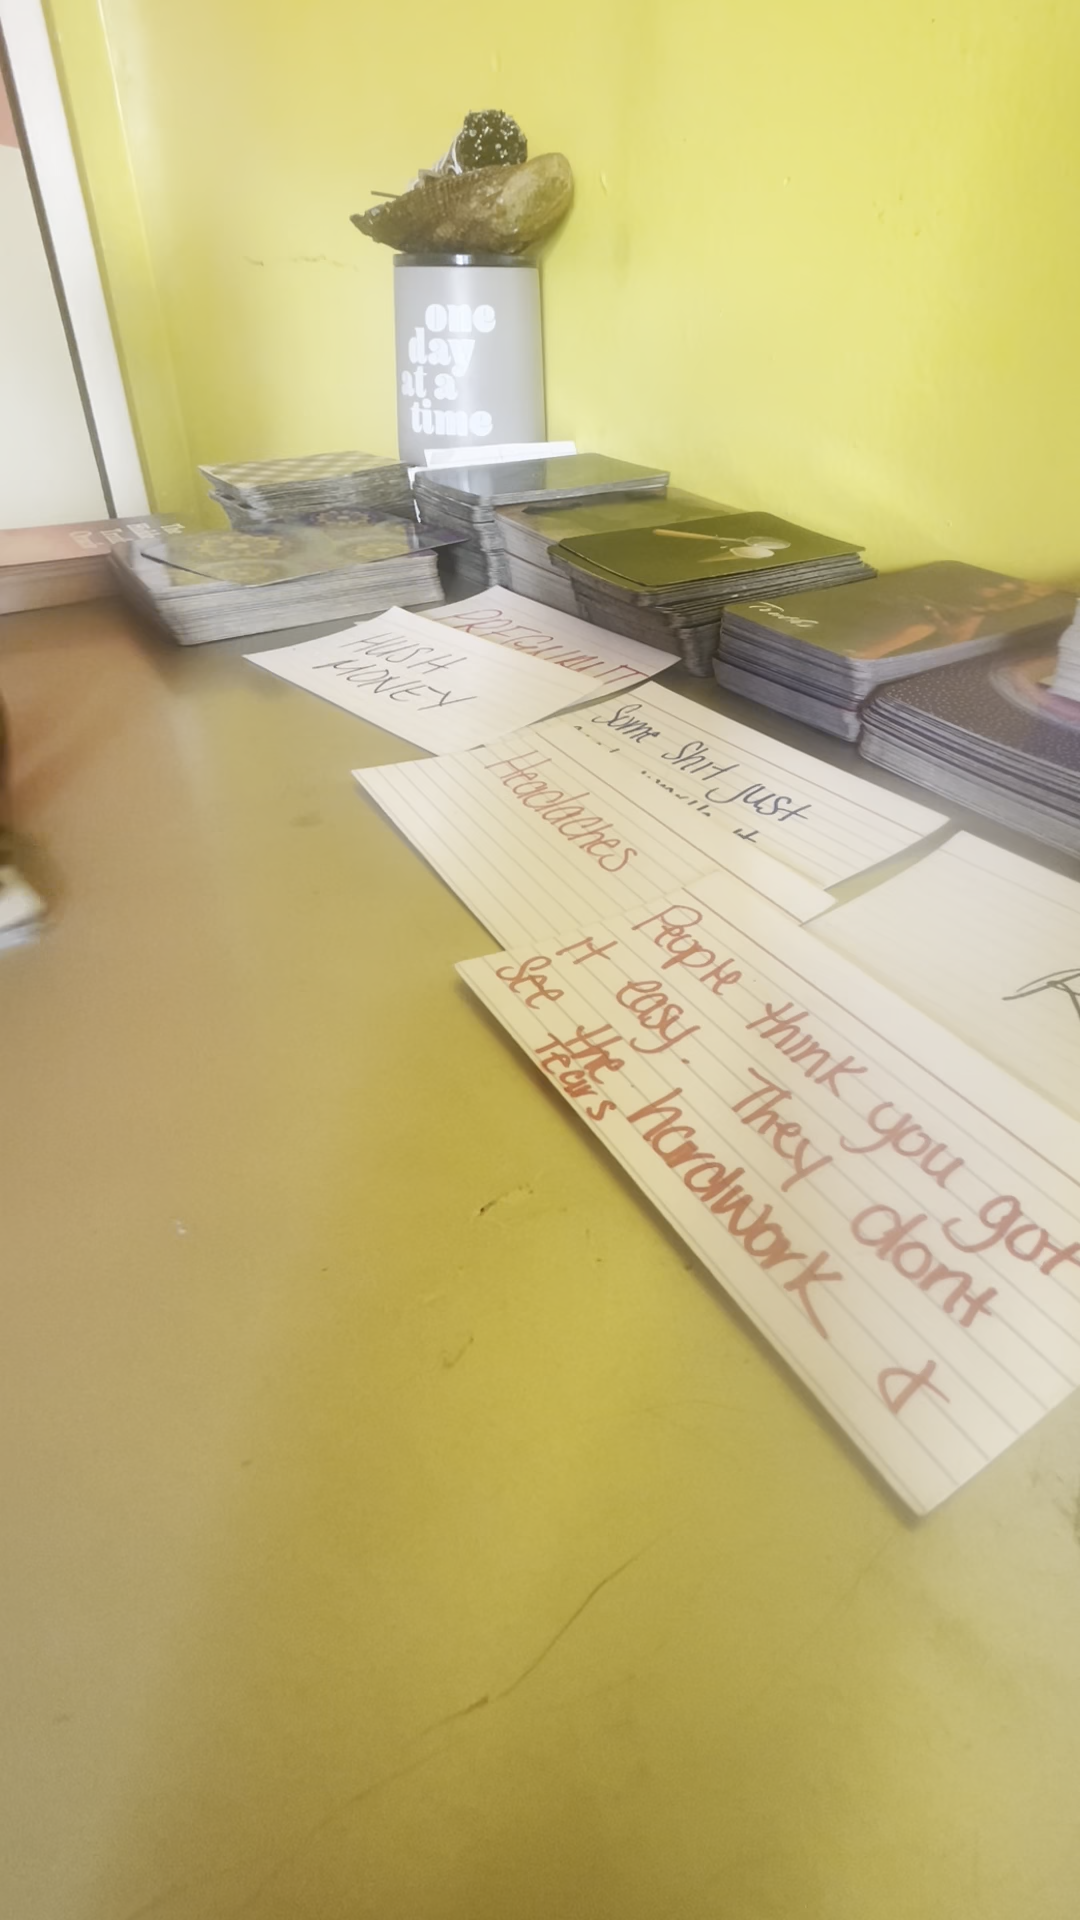 one
day
at a
time
HUSH
MONEY
Some Shit just
Headaches
People think you got
it easy. They dont
See the hardwork &
Tears